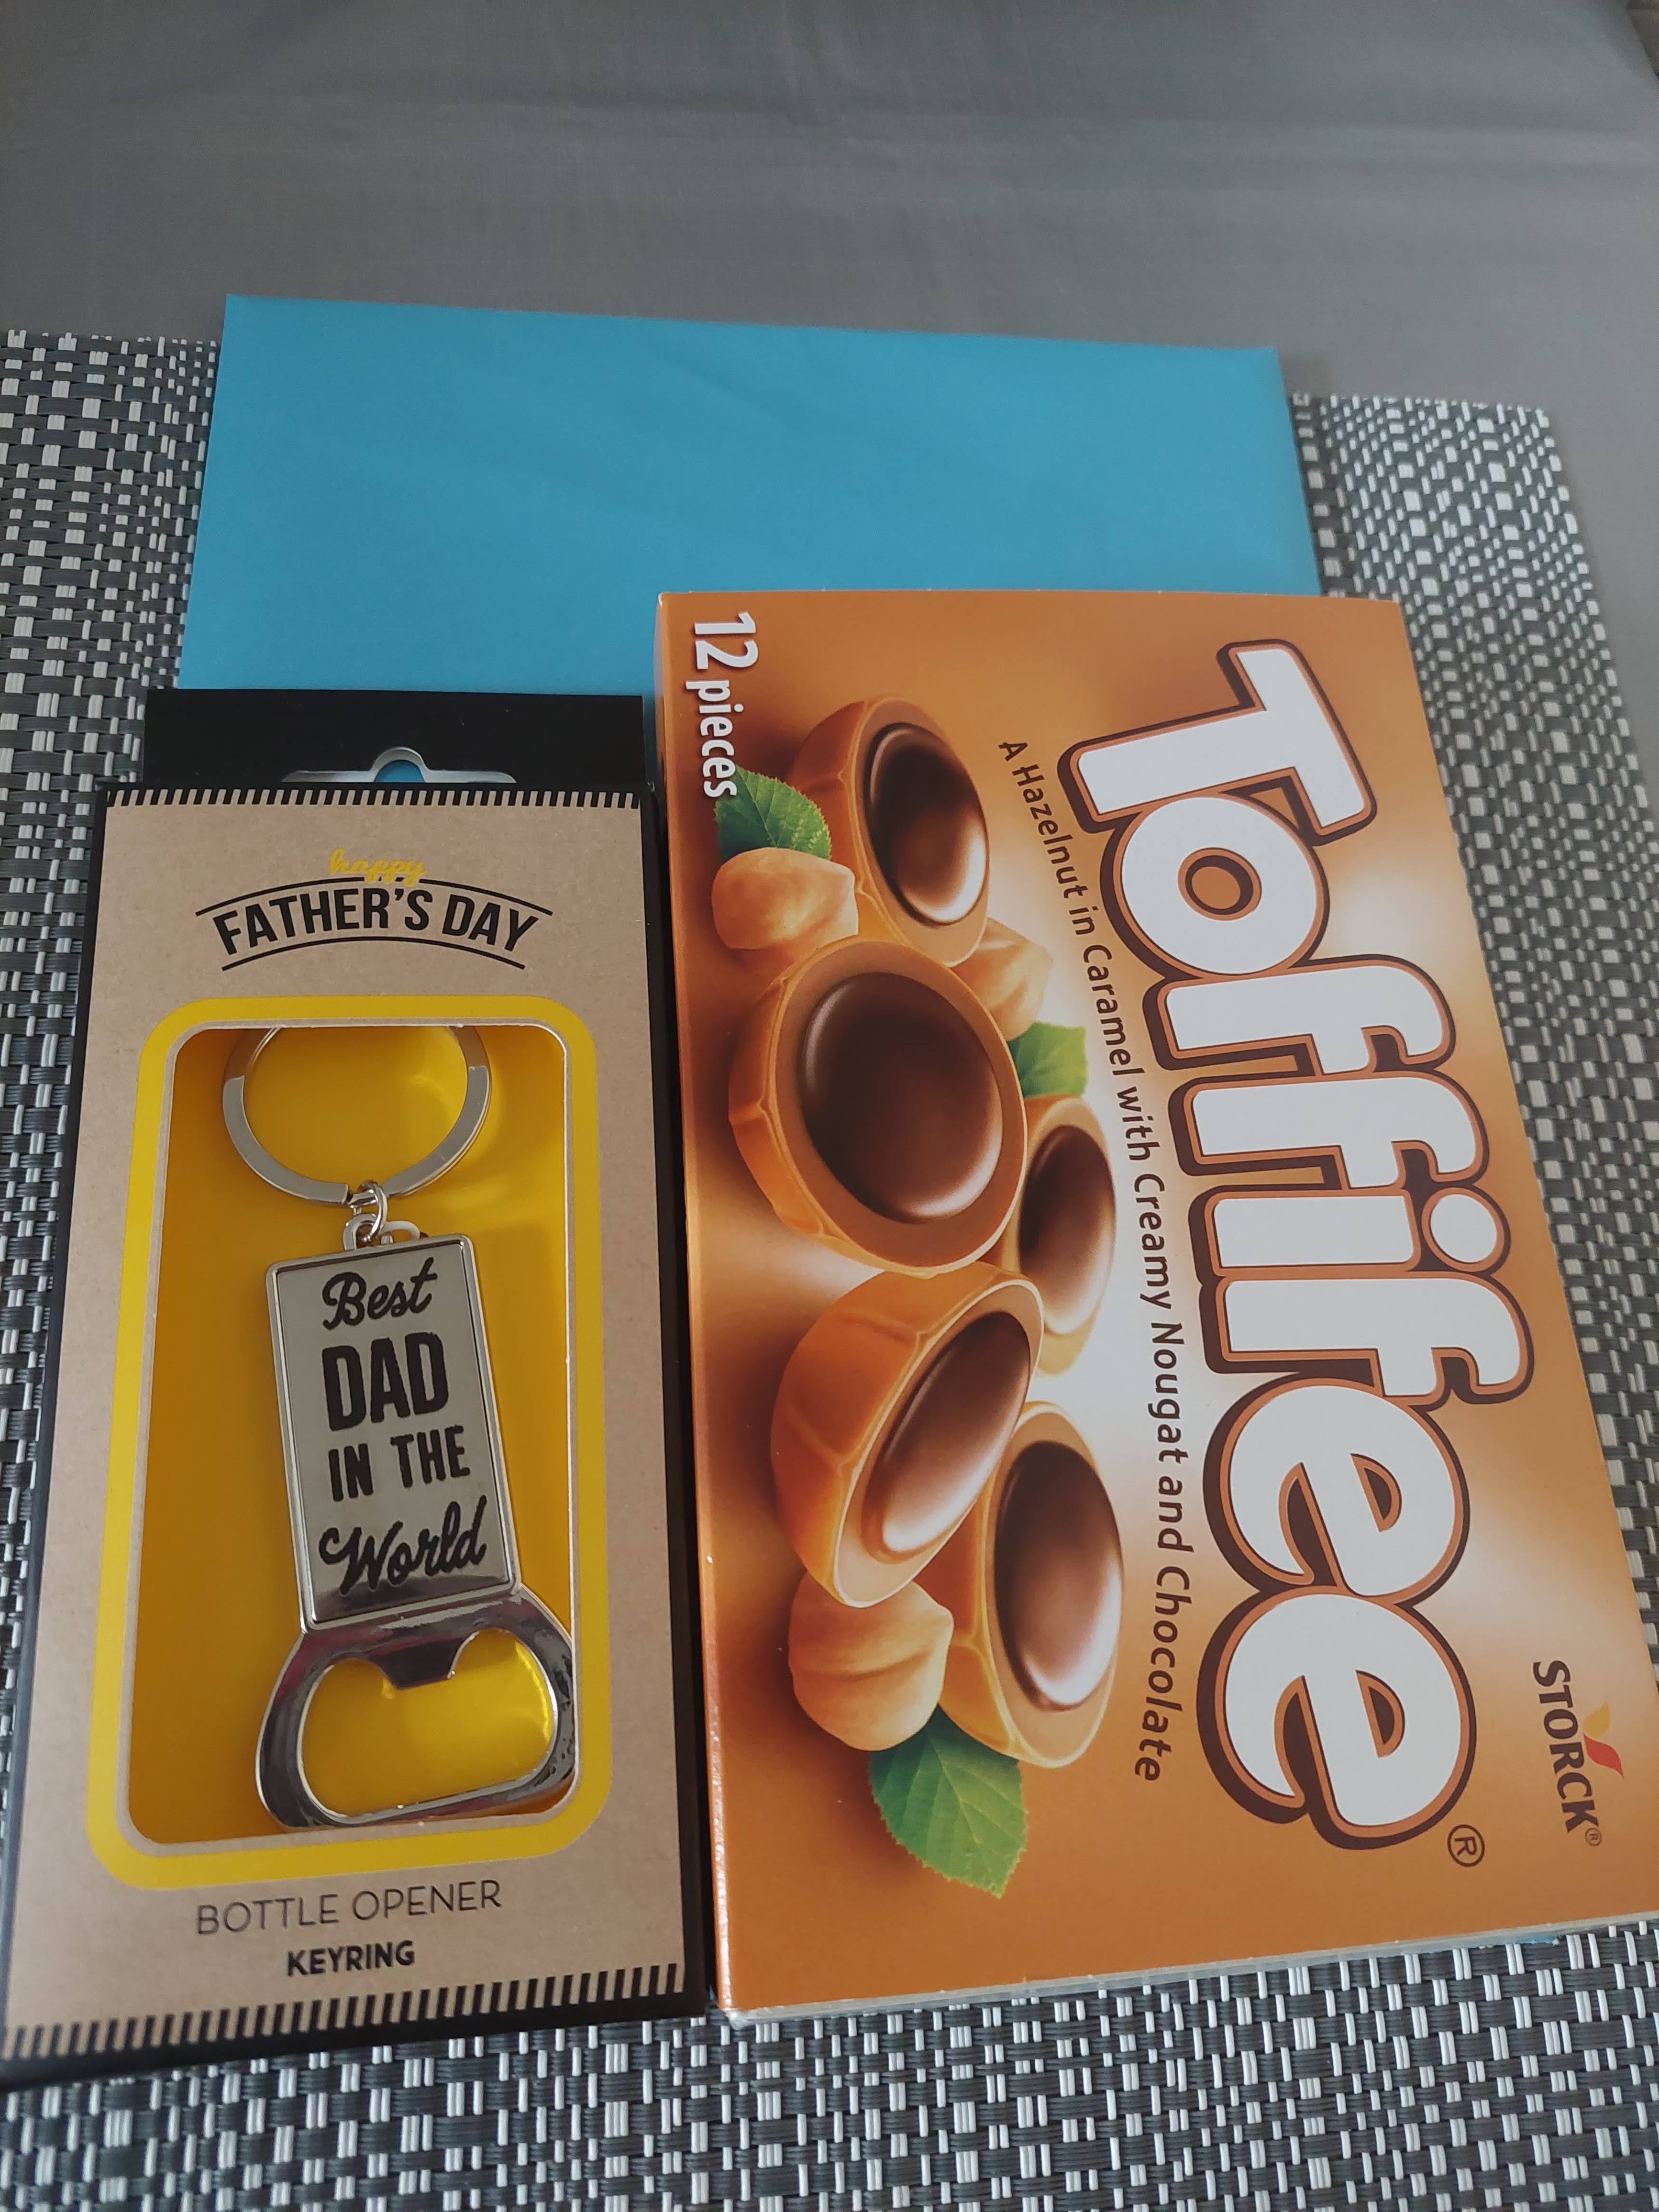 happy
FATHER'S DAY
Best
DAD
IN THE
World
BOTTLE OPENER
KEYRING
STORCK®
Toffifee®
A Hazelnut in Caramel with Creamy Nougat and Chocolate
12 pieces